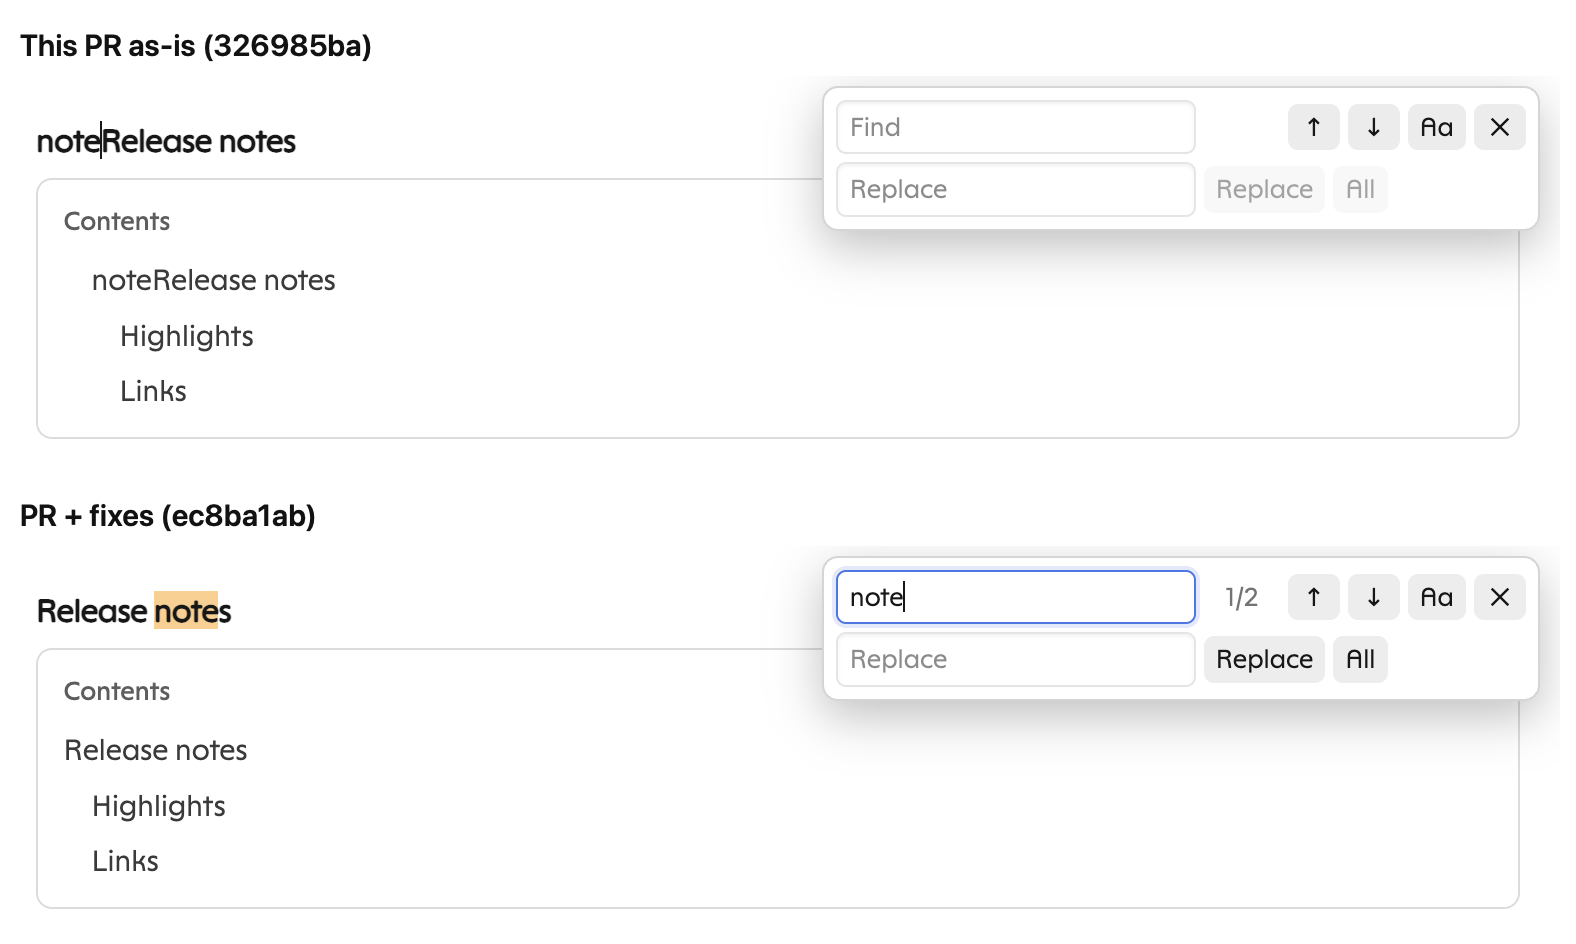 This PR as-is (326985ba)
noteRelease notes
Find
↑ ↓ Aa ×
Replace Replace All
Contents
noteRelease notes
Highlights
Links
PR + fixes (ec8ba1ab)
Release notes
note 1/2 ↑ ↓ Aa ×
Replace Replace All
Contents
Release notes
Highlights
Links